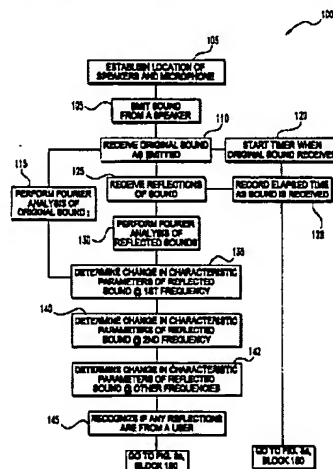 100
105
ESTABLISH LOCATION OF
SPEAKERS AND MICROPHONE
EMIT SOUND
FROM A SPEAKER
110
RECEIVE ORIGINAL SOUND
AS EMITTED
START TIMER WHEN
ORIGINAL SOUND RECEIVED
115
PERFORM FOURIER
ANALYSIS OF
ORIGINAL SOUND
125
RECEIVE REFLECTIONS
OF SOUND
RECORD ELAPSED TIME
AS SOUND IS RECEIVED
130
PERFORM FOURIER
ANALYSIS OF
REFLECTED SOUNDS
DETERMINE CHANGE IN CHARACTERISTIC
PARAMETERS OF REFLECTED
SOUND @ 1ST FREQUENCY
140
DETERMINE CHANGE IN CHARACTERISTIC
PARAMETERS OF REFLECTED
SOUND @ 2ND FREQUENCY
142
DETERMINE CHANGE IN CHARACTERISTIC
PARAMETERS OF REFLECTED
SOUND @ OTHER FREQUENCIES
145
RECOGNIZE IF ANY REFLECTIONS
ARE FROM A USER
GO TO FIG.
BLOCK
GO TO FIG.
BLOCK